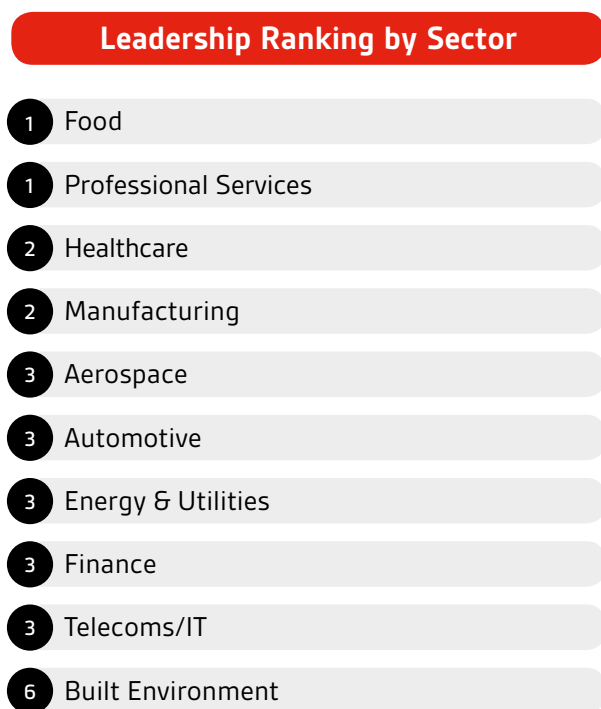 Leadership Ranking by Sector
1 Food
1 Professional Services
2 Healthcare
2 Manufacturing
3 Aerospace
3 Automotive
3 Energy & Utilities
3 Finance
3 Telecoms/IT
6 Built Environment